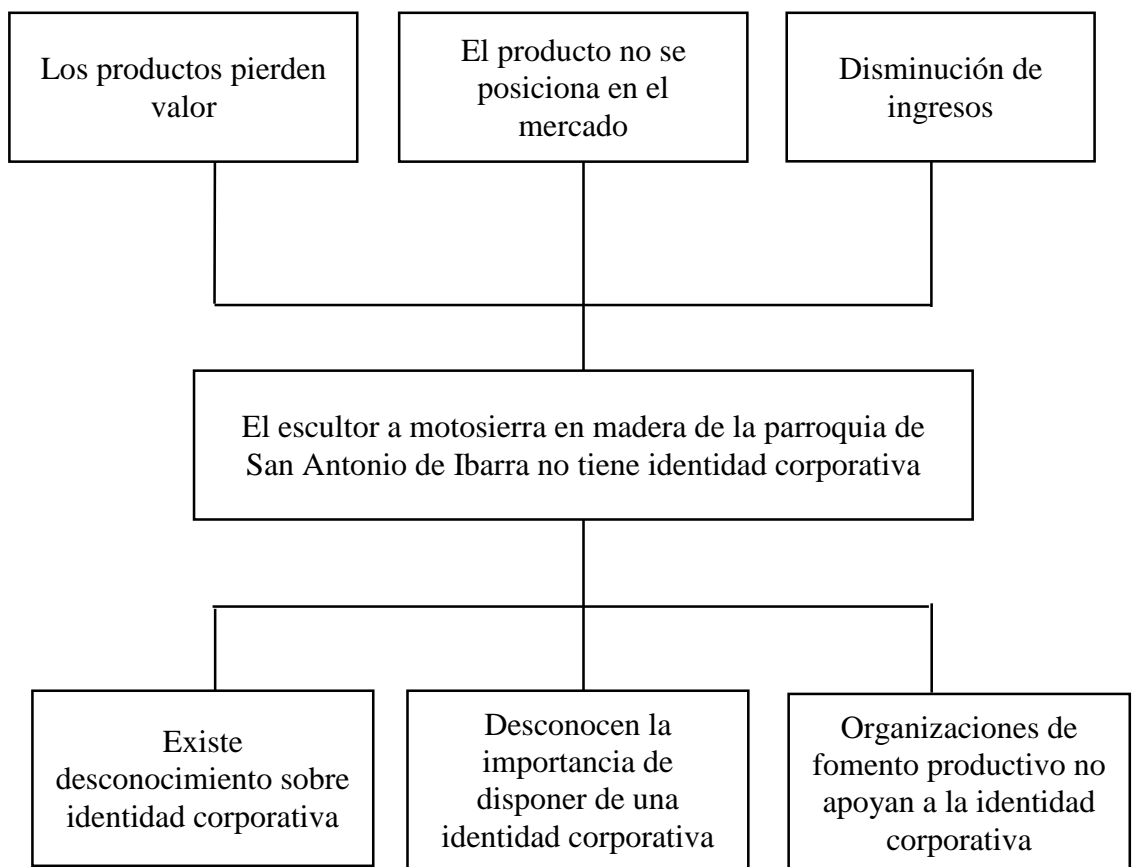 Los productos pierden
valor
El producto no se
posiciona en el
mercado
Disminución de
ingresos
El escultor a motosierra en madera de la parroquia de
San Antonio de Ibarra no tiene identidad corporativa
Existe
desconocimiento sobre
identidad corporativa
Desconocen la
importancia de
disponer de una
identidad corporativa
Organizaciones de
fomento productivo no
apoyan a la identidad
corporativa